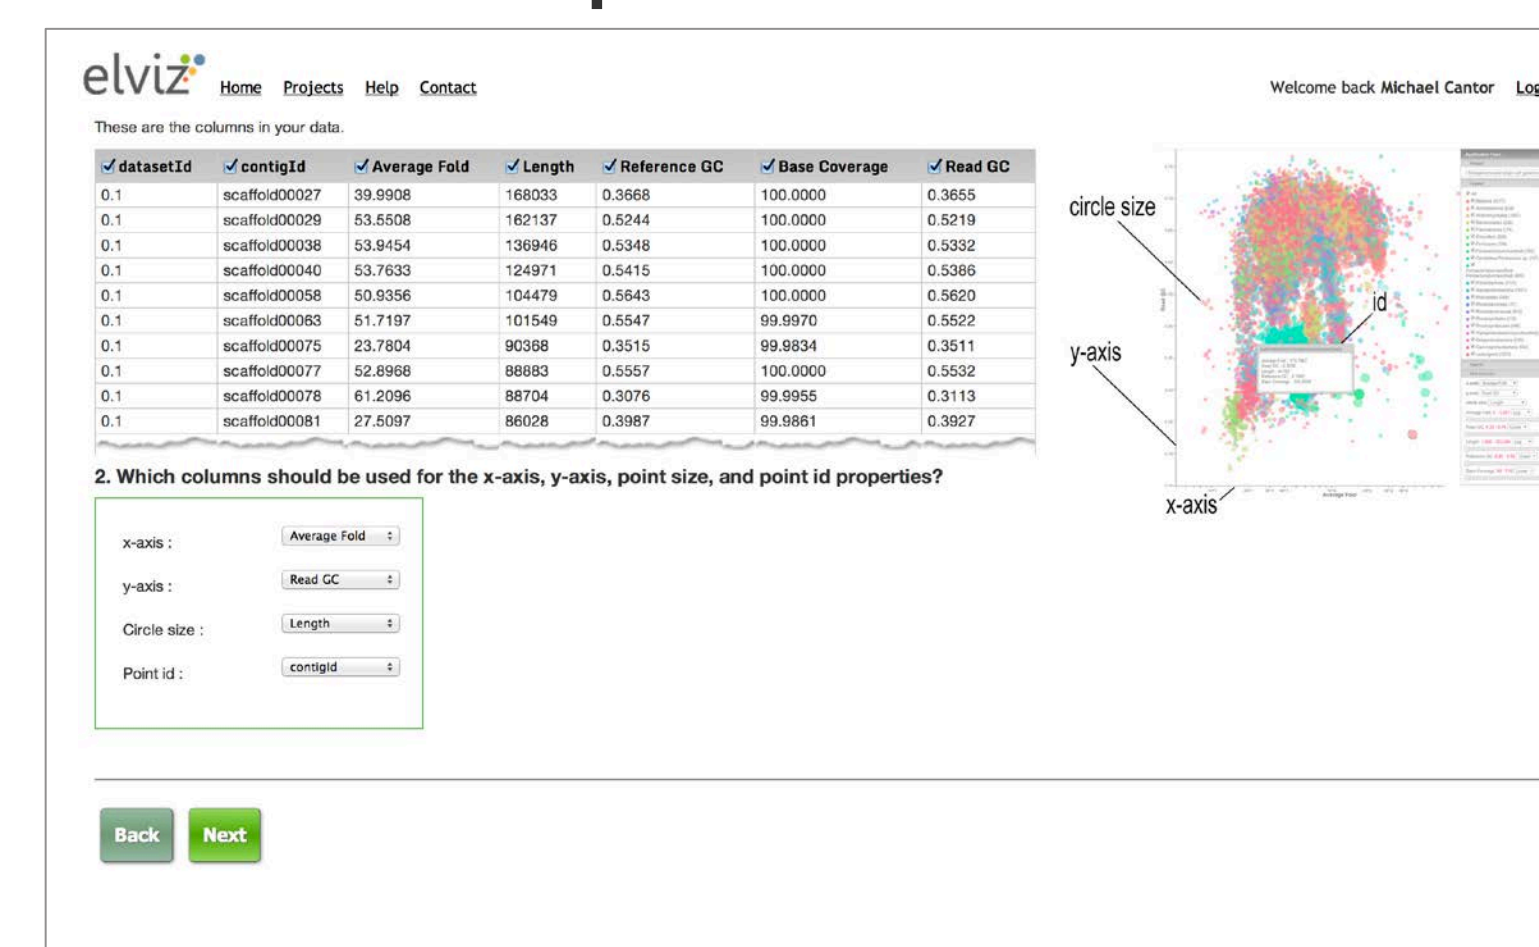 elviz Home Projects Help Contact Welcome back Michael Cantor Log
These are the columns in your data.
datasetId contigId Average Fold Length Reference GC Base Coverage Read GC
0.1 scaffold00027 39.9908 168033 0.3668 100.0000 0.3655
0.1 scaffold00029 53.5508 162137 0.5244 100.0000 0.5219
0.1 scaffold00038 53.9454 136946 0.5348 100.0000 0.5332
0.1 scaffold00040 53.7633 124971 0.5415 100.0000 0.5386
0.1 scaffold00058 50.9356 104479 0.5643 100.0000 0.5620
0.1 scaffold00063 51.7197 101549 0.5547 99.9970 0.5522
0.1 scaffold00075 23.7804 90368 0.3515 99.9834 0.3511
0.1 scaffold00077 52.8968 88883 0.5557 100.0000 0.5532
0.1 scaffold00078 61.2096 88704 0.3076 99.9955 0.3113
0.1 scaffold00081 27.5097 86028 0.3987 99.9861 0.3927
circle size
id
y-axis
x-axis
Read GC
Average Fold
2. Which columns should be used for the x-axis, y-axis, point size, and point id properties?
x-axis : Average Fold
y-axis : Read GC
Circle size : Length
Point id : contigId
Back Next